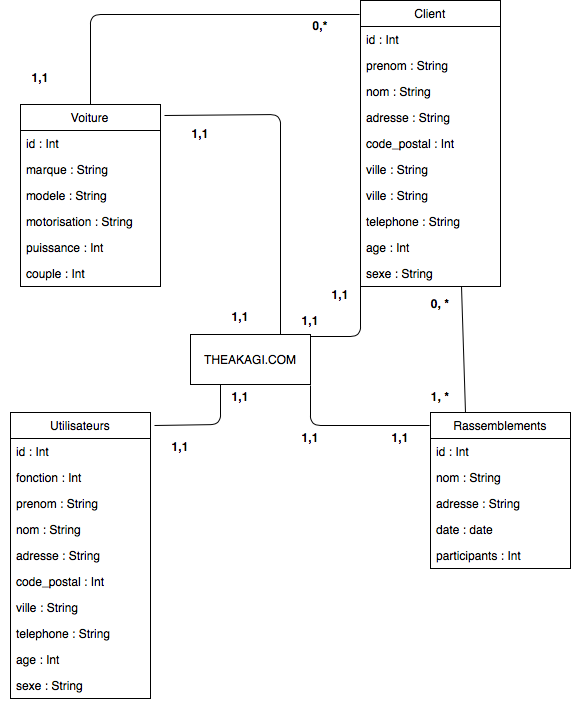 Client
id : Int
prenom : String
nom : String
adresse : String
code_postal : Int
ville : String
ville : String
telephone : String
age : Int
sexe : String
0,*
1,1
Voiture
id : Int
marque : String
modele : String
motorisation : String
puissance : Int
couple : Int
1,1
1,1
0, *
1,1
1,1
THEAKAGI.COM
1,1
1, *
1,1
1,1
1,1
Utilisateurs
id : Int
fonction : Int
prenom : String
nom : String
adresse : String
code_postal : Int
ville : String
telephone : String
age : Int
sexe : String
Rassemblements
id : Int
nom : String
adresse : String
date : date
participants : Int